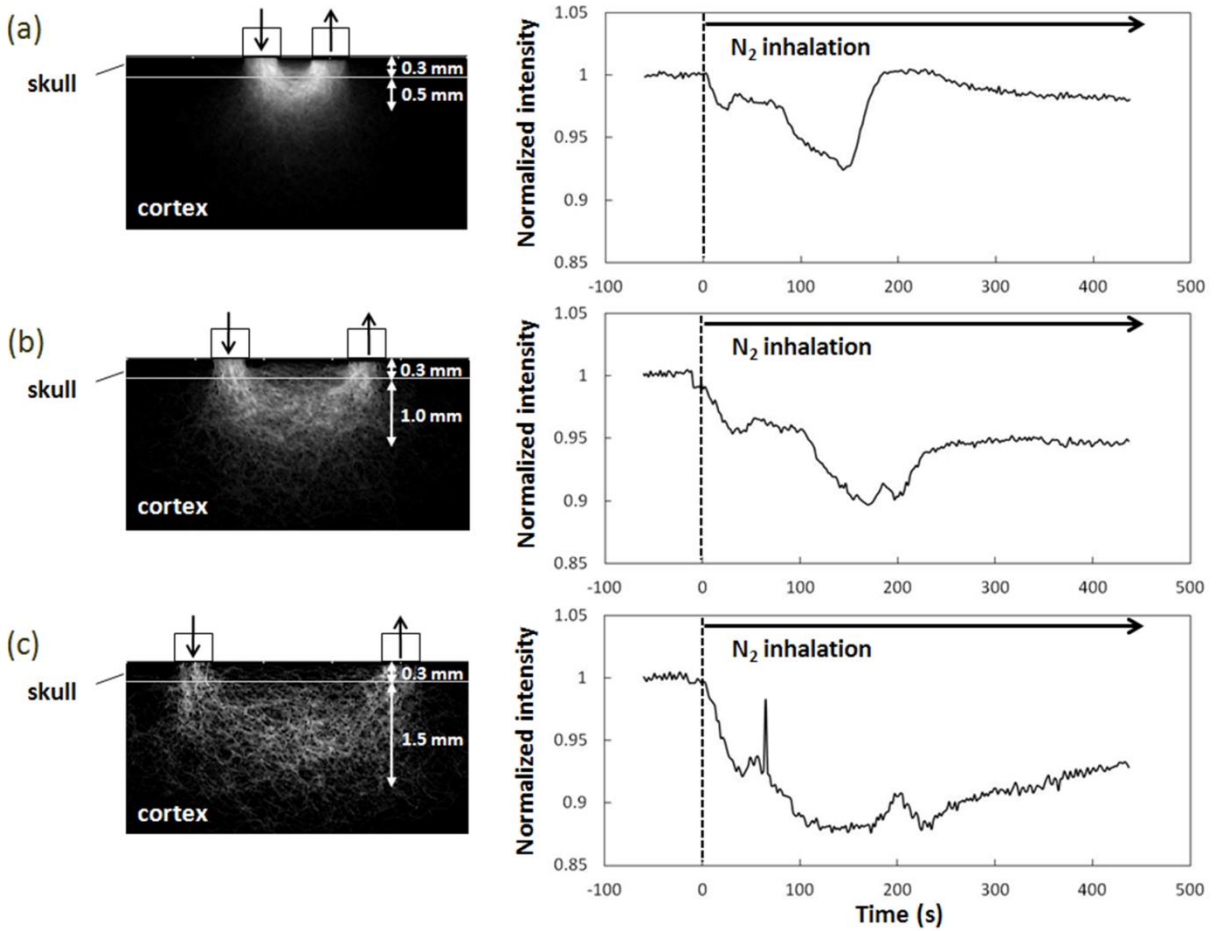 (a)
skull
0.3 mm
0.5 mm
cortex
Normalized intensity
1.05
1
0.95
0.9
0.85
N₂ inhalation
-100 0 100 200 300 400 500
(b)
skull
0.3 mm
1.0 mm
cortex
Normalized intensity
1.05
1
0.95
0.9
0.85
N₂ inhalation
-100 0 100 200 300 400 500
(c)
skull
0.3 mm
1.5 mm
cortex
Normalized intensity
1.05
1
0.95
0.9
0.85
N₂ inhalation
-100 0 100 200 300 400 500
Time (s)